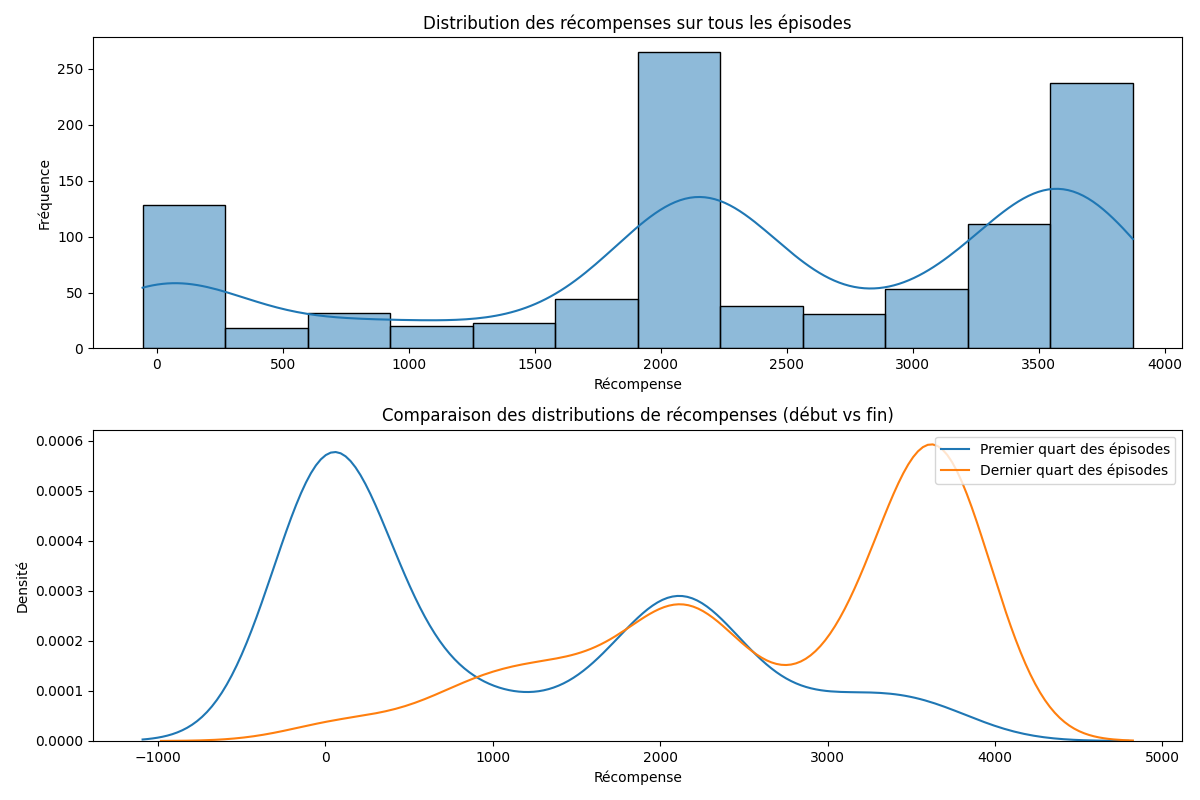 Distribution des récompenses sur tous les épisodes
250
200
150
100
50
0
Fréquence
0 500 1000 1500 2000 2500 3000 3500 4000
Récompense
Comparaison des distributions de récompenses (début vs fin)
Premier quart des épisodes
Dernier quart des épisodes
0.0006
0.0005
0.0004
0.0003
0.0002
0.0001
0.0000
Densité
−1000 0 1000 2000 3000 4000 5000
Récompense